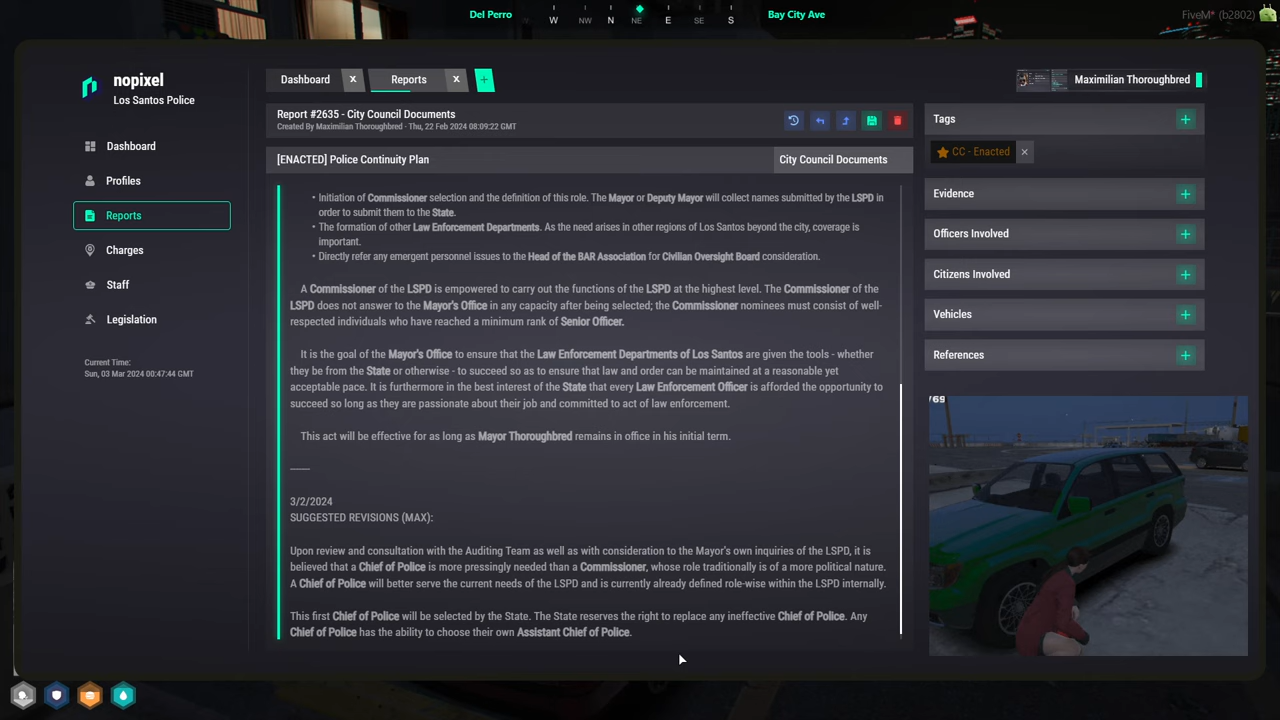 Del Perro
W NW N NE E SE S
Bay City Ave
FiveM* (b2802)
nopixel
Los Santos Police
Dashboard x
Reports x
+
Maximilian Thoroughbred
Dashboard
Profiles
Reports
Charges
Staff
Legislation
Current Time:
Sun, 03 Mar 2024 00:47:44 GMT
Report #2635 - City Council Documents
Created By Maximilian Thoroughbred · Thu, 22 Feb 2024 08:09:22 GMT
[ENACTED] Police Continuity Plan
City Council Documents
• Initiation of Commissioner selection and the definition of this role. The Mayor or Deputy Mayor will collect names submitted by the LSPD in
order to submit them to the State.
• The formation of other Law Enforcement Departments. As the need arises in other regions of Los Santos beyond the city, coverage is
important.
• Directly refer any emergent personnel issues to the Head of the BAR Association for Civilian Oversight Board consideration.
A Commissioner of the LSPD is empowered to carry out the functions of the LSPD at the highest level. The Commissioner of the
LSPD does not answer to the Mayor's Office in any capacity after being selected; the Commissioner nominees must consist of well-
respected individuals who have reached a minimum rank of Senior Officer.
It is the goal of the Mayor's Office to ensure that the Law Enforcement Departments of Los Santos are given the tools - whether
they be from the State or otherwise - to succeed so as to ensure that law and order can be maintained at a reasonable yet
acceptable pace. It is furthermore in the best interest of the State that every Law Enforcement Officer is afforded the opportunity to
succeed so long as they are passionate about their job and committed to act of law enforcement.
This act will be effective for as long as Mayor Thoroughbred remains in office in his initial term.
____
3/2/2024
SUGGESTED REVISIONS (MAX):
Upon review and consultation with the Auditing Team as well as with consideration to the Mayor's own inquiries of the LSPD, it is
believed that a Chief of Police is more pressingly needed than a Commissioner, whose role traditionally is of a more political nature.
A Chief of Police will better serve the current needs of the LSPD and is currently already defined role-wise within the LSPD internally.
This first Chief of Police will be selected by the State. The State reserves the right to replace any ineffective Chief of Police. Any
Chief of Police has the ability to choose their own Assistant Chief of Police.
Tags +
CC - Enacted x
Evidence +
Officers Involved +
Citizens Involved +
Vehicles +
References +